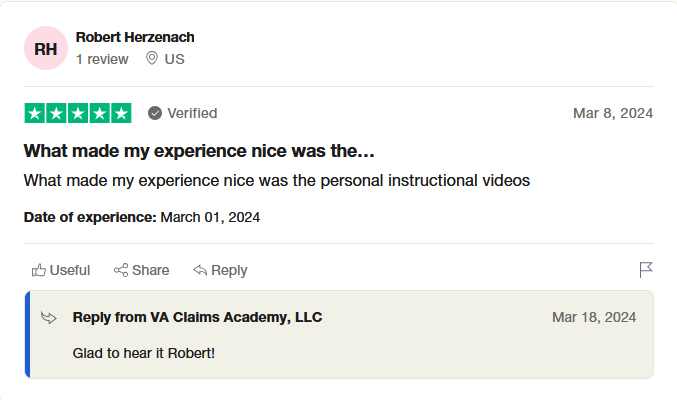 RH
Robert Herzenach
1 review US
Verified
Mar 8, 2024
What made my experience nice was the…
What made my experience nice was the personal instructional videos
Date of experience: March 01, 2024
Useful Share Reply
Reply from VA Claims Academy, LLC
Mar 18, 2024
Glad to hear it Robert!